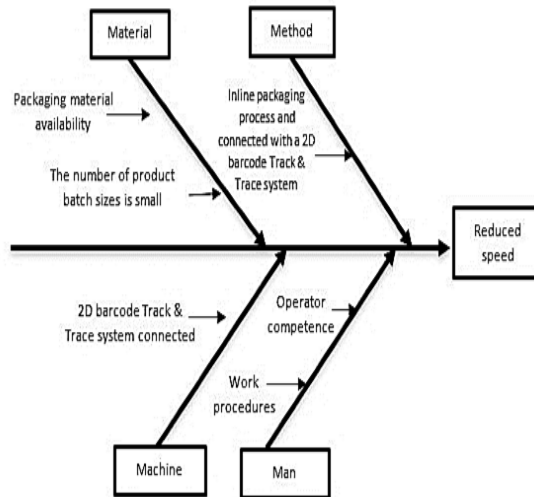 Material
Method
Packaging material
availability
The number of product
batch sizes is small
Inline packaging
process and
connected with a 2D
barcode Track &
Trace system
Reduced
speed
2D barcode Track &
Trace system connected
Operator
competence
Work
procedures
Machine
Man